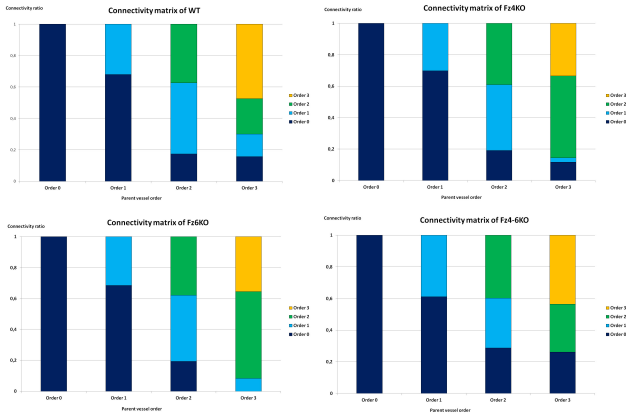 Connectivity ratio
Connectivity matrix of WT
1
0,8
0,6
0,4
0,2
0
Order 0
Order 1
Order 2
Order 3
Parent vessel order
Order 3
Order 2
Order 1
Order 0
Connectivity ratio
Connectivity matrix of Fz4KO
1
0,8
0,6
0,4
0,2
0
Order 0
Order 1
Order 2
Order 3
Parent vessel order
Order 3
Order 2
Order 1
Order 0
Connectivity ratio
Connectivity matrix of Fz6KO
1
0,8
0,6
0,4
0,2
0
Order 0
Order 1
Order 2
Order 3
Parent vessel order
Order 3
Order 2
Order 1
Order 0
Connectivity ratio
Connectivity matrix of Fz4-6KO
1
0,8
0,6
0,4
0,2
0
Order 0
Order 1
Order 2
Order 3
Parent vessel order
Order 3
Order 2
Order 1
Order 0